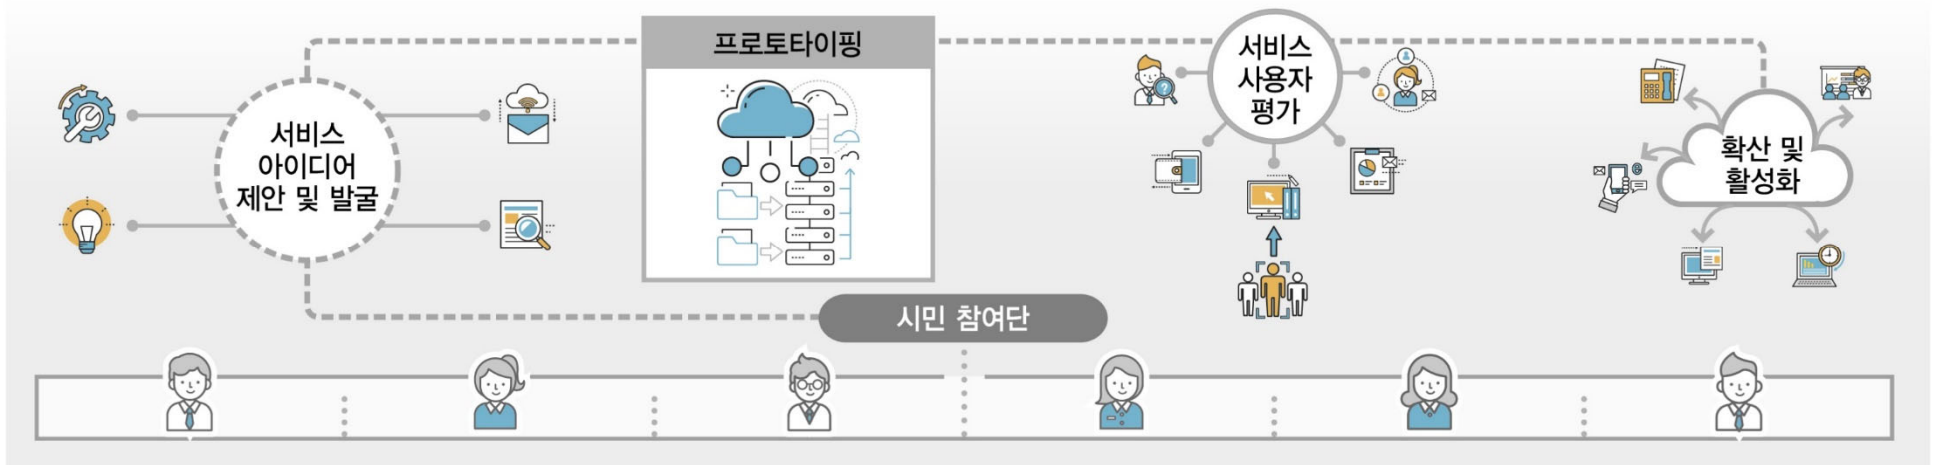 서비스
아이디어
제안 및 발굴
프로토타이핑
서비스
사용자
평가
확산 및
활성화
시민 참여단